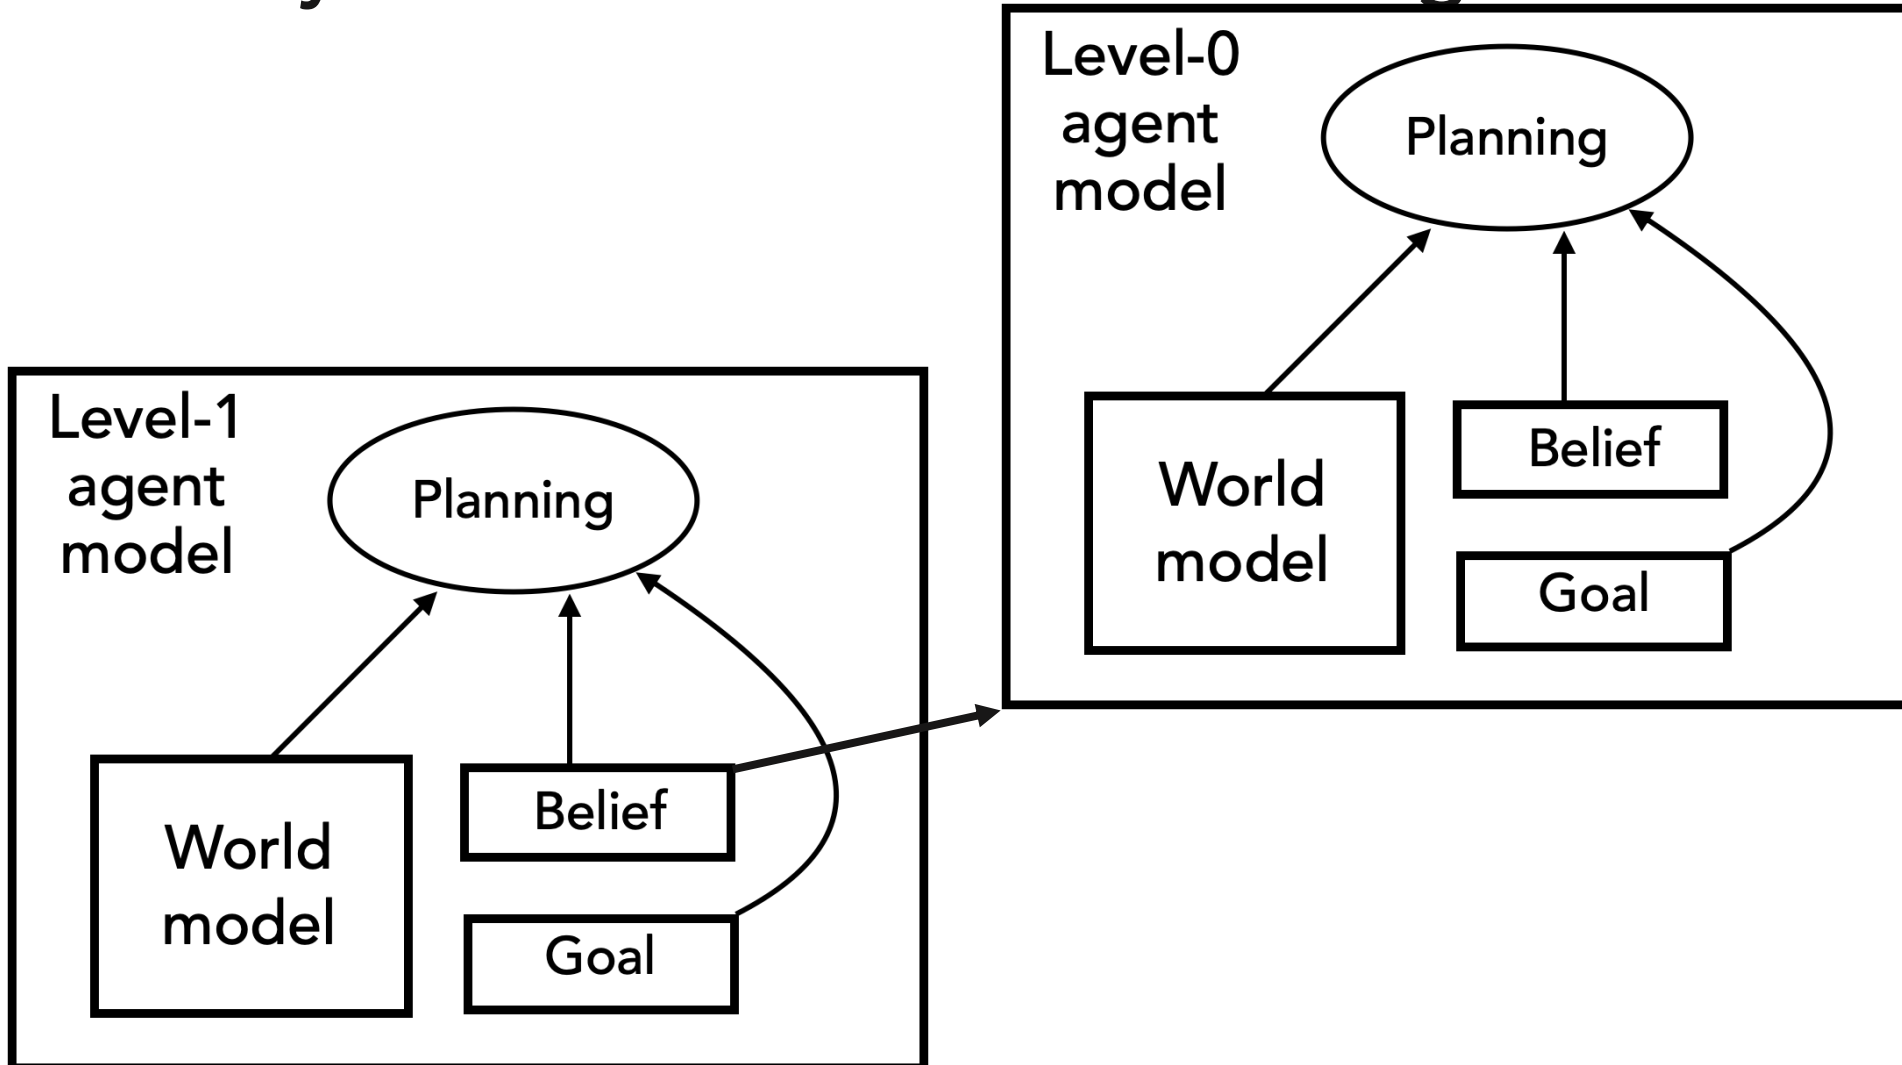 Level-0
agent
model
Planning
World
model
Belief
Goal
Level-1
agent
model
Planning
World
model
Belief
Goal